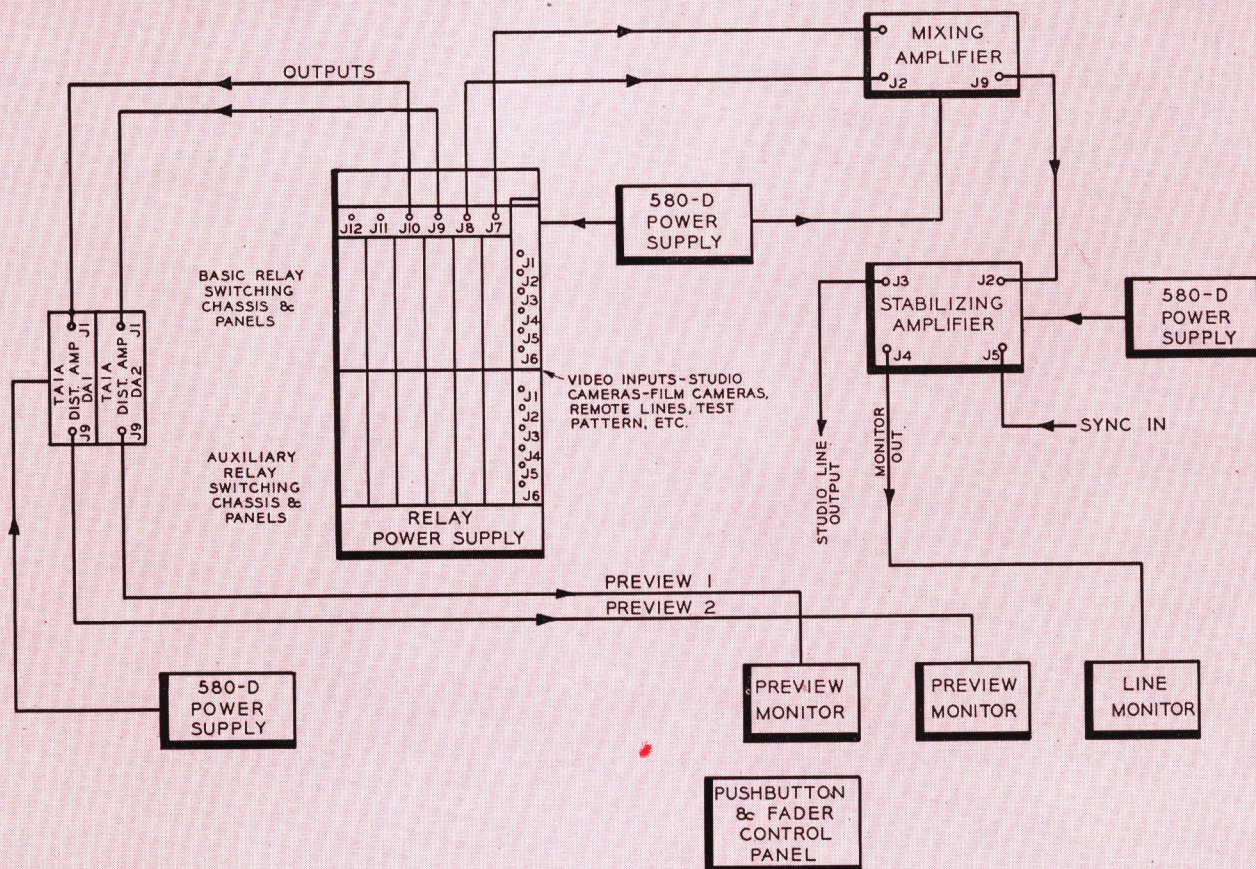 MIXING
AMPLIFIER
J2 J9
OUTPUTS
580-D
POWER
SUPPLY
J12 J11 J10 J9 J8 J7
J1
J2
J3
J4
J5
J6
BASIC RELAY
SWITCHING
CHASSIS &
PANELS
J3 J2
STABILIZING
AMPLIFIER
J4 J5
580-D
POWER
SUPPLY
TA1A
DIST. AMP
DA1
J1
J9
TA1A
DIST. AMP
DA2
J1
J9
VIDEO INPUTS-STUDIO
CAMERAS-FILM CAMERAS,
REMOTE LINES, TEST
PATTERN, ETC.
J1
J2
J3
J4
J5
J6
AUXILIARY
RELAY
SWITCHING
CHASSIS &
PANELS
SYNC IN
STUDIO LINE
OUTPUT
MONITOR
OUT
RELAY
POWER SUPPLY
PREVIEW 1
PREVIEW 2
580-D
POWER
SUPPLY
PREVIEW
MONITOR
PREVIEW
MONITOR
LINE
MONITOR
PUSHBUTTON
& FADER
CONTROL
PANEL